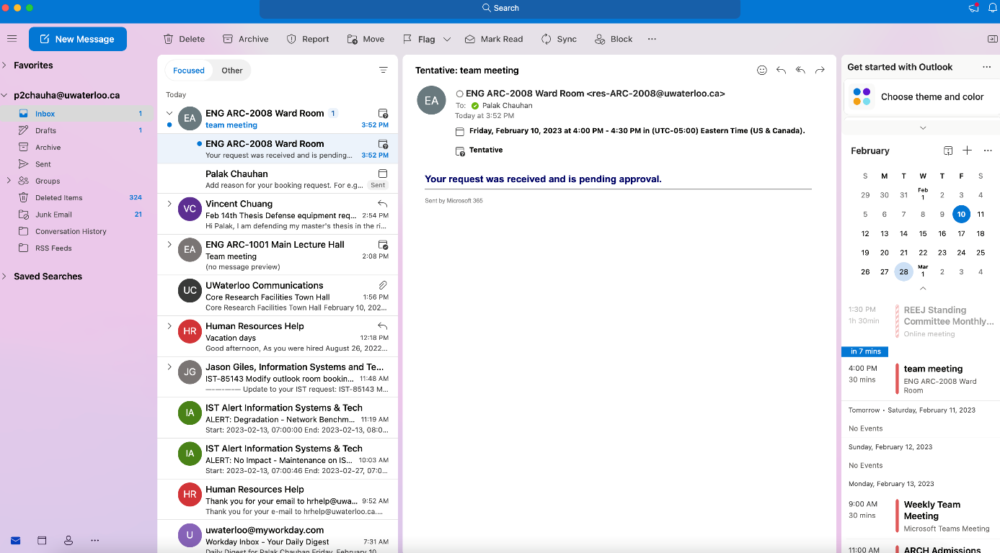 Search
New Message
Delete
Archive
Report
Move
Flag
Mark Read
Sync
Block
Favorites
p2chauha@uwaterloo.ca
Inbox 1
Drafts 1
Archive
Sent
Groups
Deleted Items 324
Junk Email 21
Conversation History
RSS Feeds
Saved Searches
Focused Other
Today
EA
ENG ARC-2008 Ward Room 1
team meeting 3:52 PM
ENG ARC-2008 Ward Room
Your request was received and is pending... 3:52 PM
Palak Chauhan
Add reason for your booking request. For e.g... Sent
VC
Vincent Chuang
Feb 14th Thesis Defense equipment req... 2:54 PM
Hi Palak, I am defending my master's thesis in the ri...
EA
ENG ARC-1001 Main Lecture Hall
Team meeting 2:08 PM
(no message preview)
UC
UWaterloo Communications
Core Research Facilities Town Hall 1:56 PM
Core Research Facilities Town Hall February 10, 202...
HR
Human Resources Help
Vacation days 12:18 PM
Good afternoon, As you were hired August 26, 2022...
JG
Jason Giles, Information Systems and Te...
IST-85143 Modify outlook room bookin... 11:48 AM
—-—-—-—-— Update to your IST request: IST-85143 M...
IA
IST Alert Information Systems & Tech
ALERT: Degradation - Network Benchm... 11:19 AM
Start: 2023-02-13, 07:00:00 End: 2023-02-13, 08:0...
IA
IST Alert Information Systems & Tech
ALERT: No Impact - Maintenance on IS... 10:03 AM
Start: 2023-02-13, 07:00:46 End: 2023-02-27, 07:0...
HR
Human Resources Help
Thank you for your email to hrhelp@uwa... 9:52 AM
Thank you for your e-mail to hrhelp@uwaterloo.ca....
U
uwaterloo@myworkday.com
Workday Inbox - Your Daily Digest 7:31 AM
Daily Digest for Palak Chauhan Friday, February 10,
Tentative: team meeting
EA
ENG ARC-2008 Ward Room <res-ARC-2008@uwaterloo.ca>
To: Palak Chauhan
Today at 3:52 PM
Friday, February 10, 2023 at 4:00 PM - 4:30 PM in (UTC-05:00) Eastern Time (US & Canada).
Tentative
Your request was received and is pending approval.
Sent by Microsoft 365
Get started with Outlook
Choose theme and color
February
S M T W T F S
29 30 31 Feb 1 2 3 4
5 6 7 8 9 10 11
12 13 14 15 16 17 18
19 20 21 22 23 24 25
26 27 28 Mar 1 2 3 4
1:30 PM REEJ Standing
1h 30min Committee Monthly...
Online meeting
in 7 mins
4:00 PM team meeting
30 mins ENG ARC-2008 Ward
Room
Tomorrow • Saturday, February 11, 2023
No Events
Sunday, February 12, 2023
No Events
Monday, February 13, 2023
9:00 AM Weekly Team
30 mins Meeting
Microsoft Teams Meeting
11:00 AM ARCH Admissions